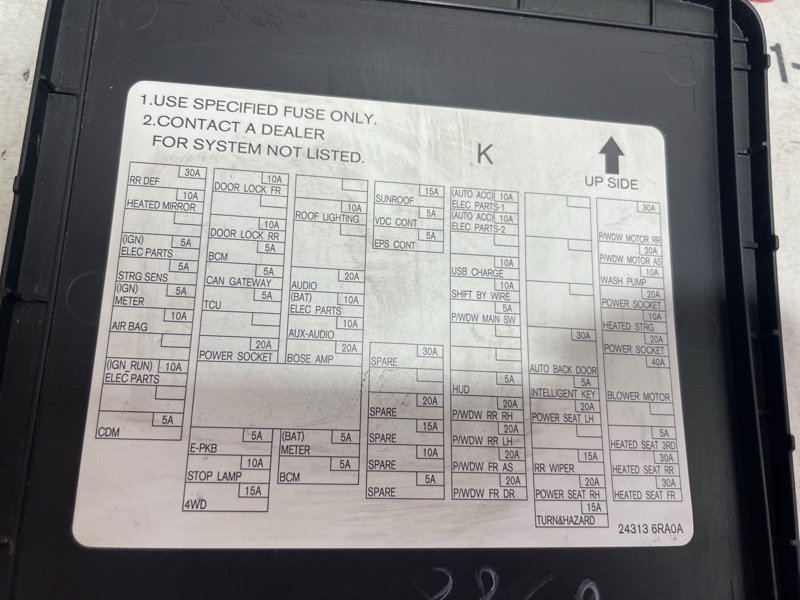 1.USE SPECIFIED FUSE ONLY.
2.CONTACT A DEALER
FOR SYSTEM NOT LISTED.
K
UP SIDE
30A
RR DEF
10A
HEATED MIRROR
(IGN) 5A
ELEC PARTS
5A
STRG SENS
(IGN) 5A
METER
10A
AIR BAG
(IGN RUN) 10A
ELEC PARTS
5A
CDM
10A
DOOR LOCK FR
10A
DOOR LOCK RR
5A
BCM
5A
CAN GATEWAY
5A
TCU
20A
POWER SOCKET
5A
E-PKB
10A
STOP LAMP
15A
4WD
10A
ROOF LIGHTING
20A
AUDIO
(BAT) 10A
ELEC PARTS
10A
AUX-AUDIO
20A
BOSE AMP
(BAT) 5A
METER
5A
BCM
15A
SUNROOF
5A
VDC CONT
5A
EPS CONT
30A
SPARE
20A
SPARE
15A
SPARE
10A
SPARE
5A
SPARE
(AUTO ACC) 10A
ELEC PARTS-1
(AUTO ACC) 10A
ELEC PARTS-2
10A
USB CHARGE
10A
SHIFT BY WIRE
5A
P/WDW MAIN SW
5A
HUD
20A
P/WDW RR RH
20A
P/WDW RR LH
20A
P/WDW FR AS
20A
P/WDW FR DR
30A
AUTO BACK DOOR
5A
INTELLIGENT KEY
20A
POWER SEAT LH
15A
RR WIPER
20A
POWER SEAT RH
15A
TURN&HAZARD
30A
P/WDW MOTOR RR
20A
P/WDW MOTOR AS
10A
WASH PUMP
20A
POWER SOCKET
10A
HEATED STRG
20A
POWER SOCKET
40A
BLOWER MOTOR
5A
HEATED SEAT 3RD
30A
HEATED SEAT RR
30A
HEATED SEAT FR
24313 6RA0A